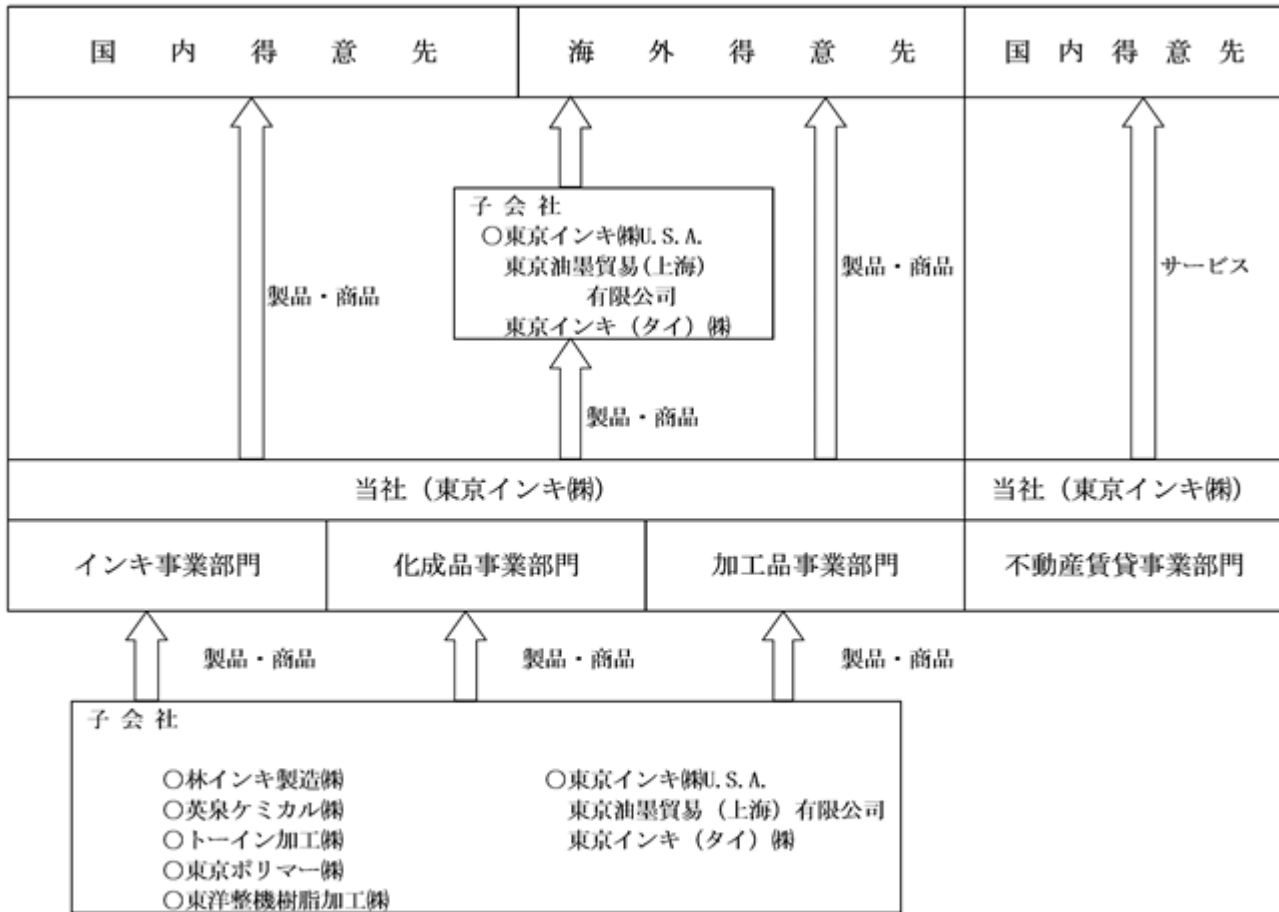 国内得意先
海外得意先
国内得意先
子会社
○東京インキ㈱U.S.A.
東京油墨貿易(上海)
有限公司
東京インキ（タイ）㈱
製品・商品
製品・商品
サービス
製品・商品
当社（東京インキ㈱）
当社（東京インキ㈱）
インキ事業部門
化成品事業部門
加工品事業部門
不動産賃貸事業部門
製品・商品
製品・商品
製品・商品
子会社
○林インキ製造㈱
○英泉ケミカル㈱
○トーイン加工㈱
○東京ポリマー㈱
○東洋整機樹脂加工㈱
○東京インキ㈱U.S.A.
東京油墨貿易（上海）有限公司
東京インキ（タイ）㈱